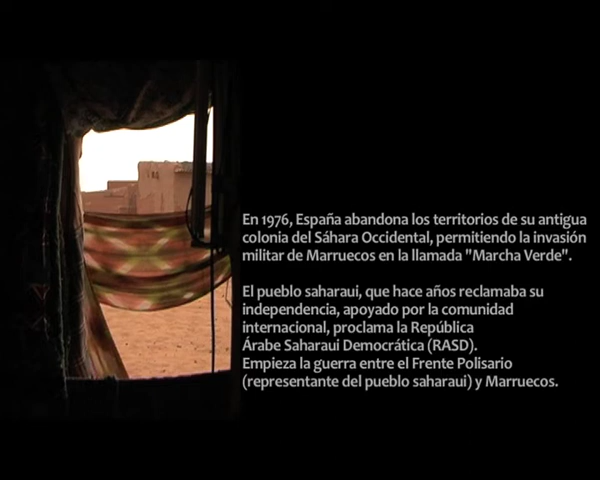 En 1976, España abandona los territorios de su antigua
colonia del Sáhara Occidental, permitiendo la invasión
militar de Marruecos en la llamada "Marcha Verde".
El pueblo saharaui, que hace años reclamaba su
independencia, apoyado por la comunidad
internacional, proclama la República
Árabe Saharaui Democrática (RASD).
Empieza la guerra entre el Frente Polisario
(representante del pueblo saharaui) y Marruecos.